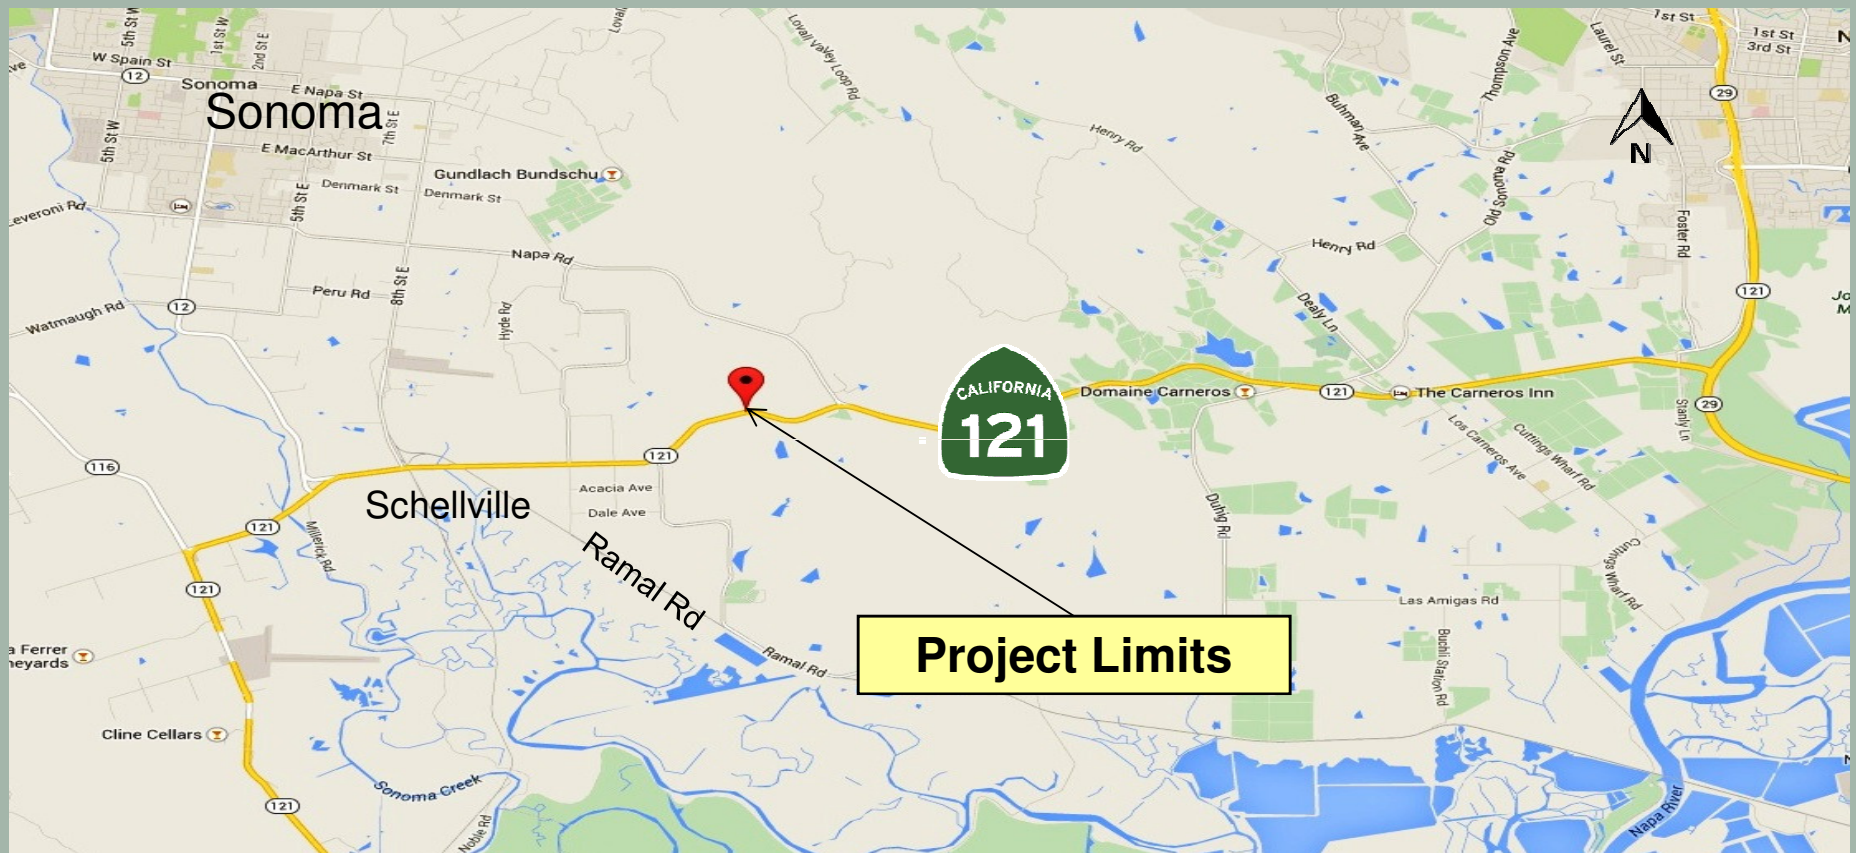 1st St
5th St W
1st St W
2nd St E
W Spain St
12
Sonoma
Sonoma
E Napa St
7th St E
5th St W
E MacArthur St
Denmark St
Denmark St
5th St E
Gundlach Bundschu
Lovall Valley Loop Rd
Henry Rd
Buhrman Ave
Thompson Ave
Laurel St
1st St
3rd St
29
N
Old Sonoma Rd
Foster Rd
Leveroni Rd
Napa Rd
Henry Rd
8th St E
Peru Rd
Hyde Rd
12
Watmaugh Rd
Dealy Ln
121
CALIFORNIA
121
Domaine Carneros
121
The Carneros Inn
29
Stanly Ln
Los Carneros Ave
Cuttings Wharf Rd
116
121
Schellville
Acacia Ave
Dale Ave
Duhig Rd
121
Millerick Rd
Ramal Rd
Cuttings Wharf Rd
121
Las Amigas Rd
Buchli Station Rd
Project Limits
a Ferrer
neyards
Ramal Rd
Cline Cellars
Sonoma Creek
121
Noble Rd
Napa River